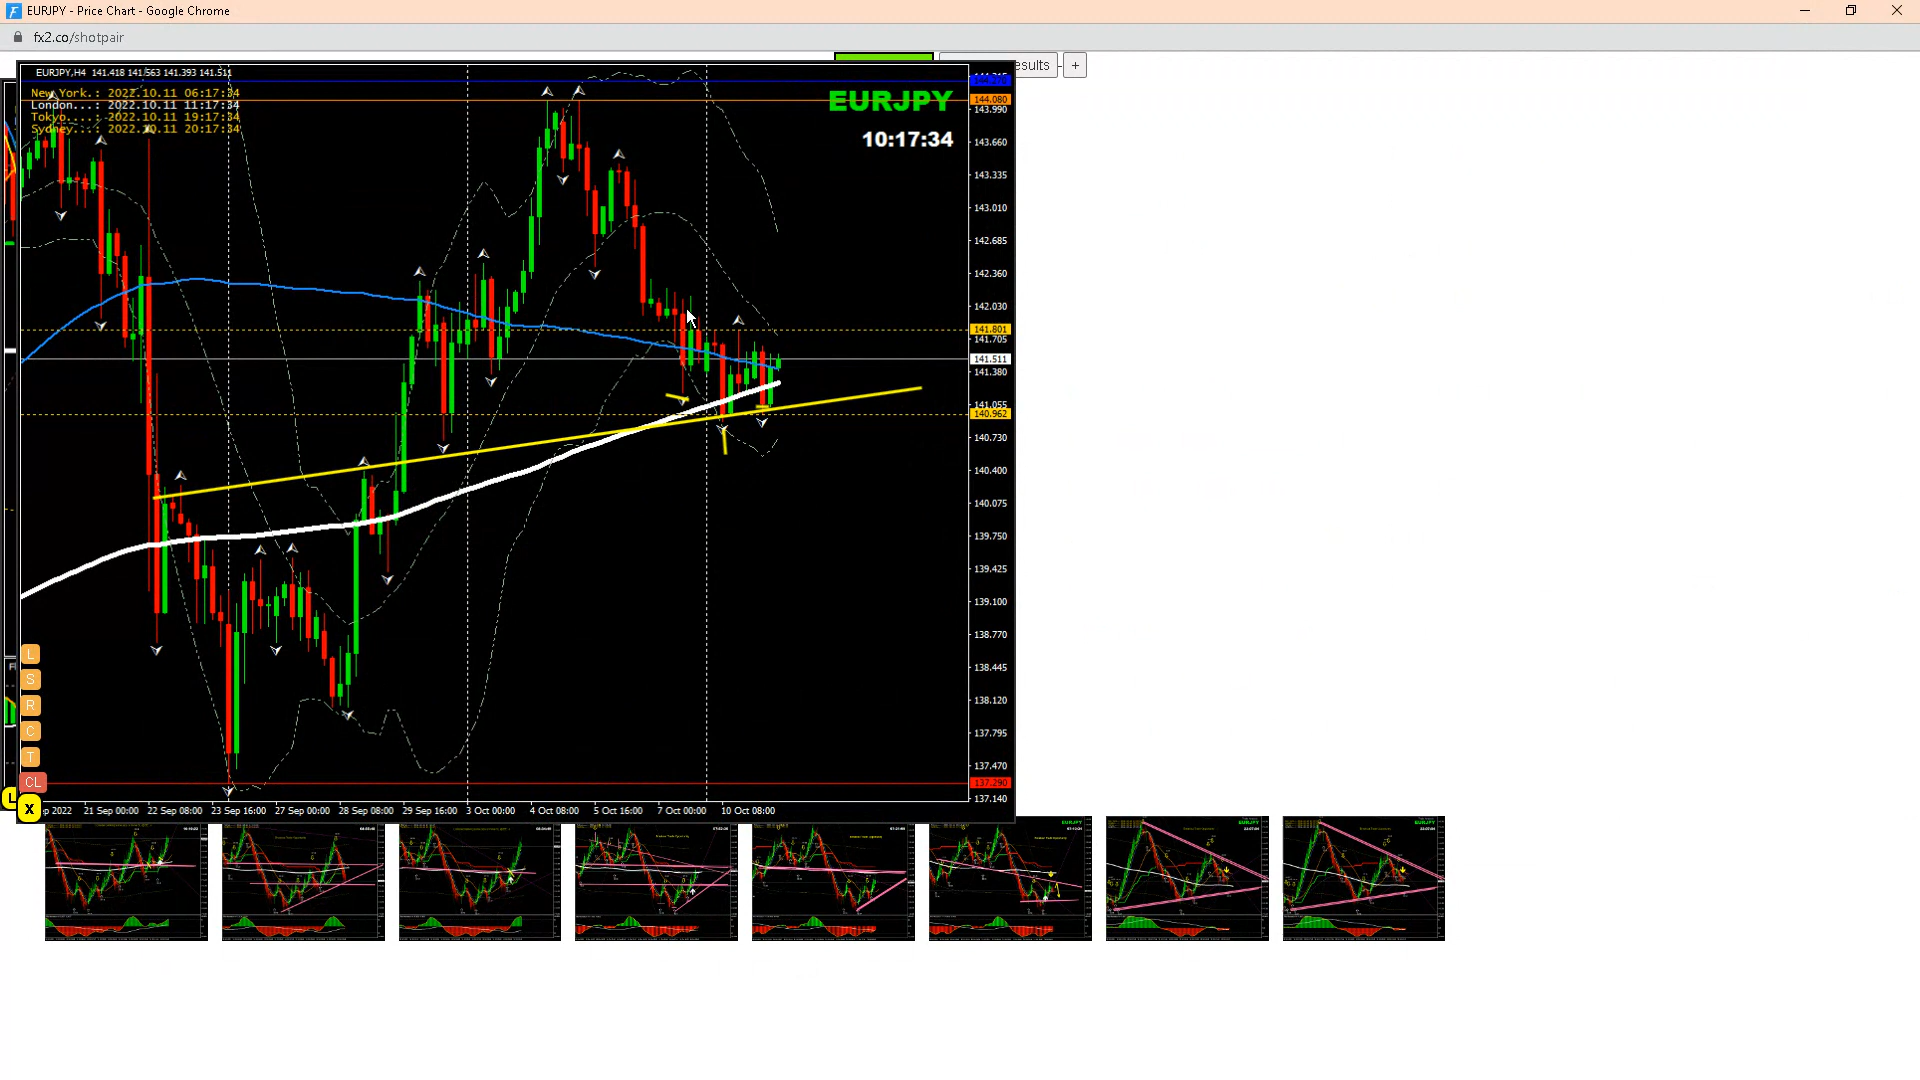 EURJPY - Price Chart - Google Chrome
fx2.co/shotpair
esults
+
EURJPY,H4 141.418 141.563 141.393 141.511
New York.: 2022.10.11 06:17:34
London...: 2022.10.11 11:17:34
Tokyo....: 2022.10.11 19:17:34
Sydney...: 2022.10.11 20:17:34
EURJPY
10:17:34
144.080
143.990
143.660
143.335
143.010
142.685
142.360
142.030
141.801
141.705
141.511
141.380
141.055
140.962
140.730
140.400
140.075
139.750
139.425
139.100
138.770
138.445
138.120
137.795
137.470
137.290
137.140
L
S
R
C
T
CL
X
2022
21 Sep 00:00
22 Sep 08:00
23 Sep 16:00
27 Sep 00:00
28 Sep 08:00
29 Sep 16:00
3 Oct 00:00
4 Oct 08:00
5 Oct 16:00
7 Oct 00:00
10 Oct 08:00